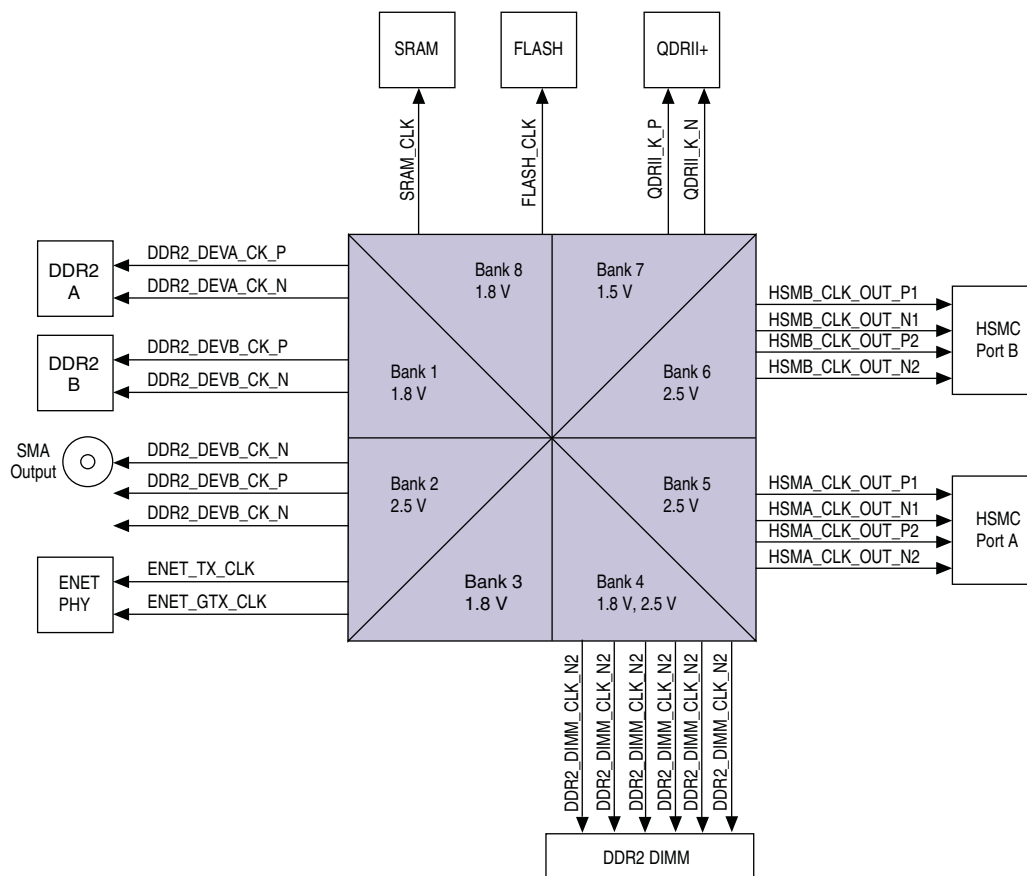 SRAM
FLASH
QDRII+
SRAM_CLK
FLASH_CLK
QDRII_K_P
QDRII_K_N
DDR2
A
DDR2_DEVA_CK_P
DDR2_DEVA_CK_N
DDR2
B
DDR2_DEVB_CK_P
DDR2_DEVB_CK_N
SMA
Output
DDR2_DEVB_CK_N
DDR2_DEVB_CK_P
DDR2_DEVB_CK_N
ENET
PHY
ENET_TX_CLK
ENET_GTX_CLK
Bank 8
1.8 V
Bank 7
1.5 V
Bank 1
1.8 V
Bank 6
2.5 V
Bank 2
2.5 V
Bank 5
2.5 V
Bank 3
1.8 V
Bank 4
1.8 V, 2.5 V
HSMB_CLK_OUT_P1
HSMB_CLK_OUT_N1
HSMB_CLK_OUT_P2
HSMB_CLK_OUT_N2
HSMC
Port B
HSMA_CLK_OUT_P1
HSMA_CLK_OUT_N1
HSMA_CLK_OUT_P2
HSMA_CLK_OUT_N2
HSMC
Port A
DDR2_DIMM_CLK_N2
DDR2_DIMM_CLK_N2
DDR2_DIMM_CLK_N2
DDR2_DIMM_CLK_N2
DDR2_DIMM_CLK_N2
DDR2_DIMM_CLK_N2
DDR2 DIMM